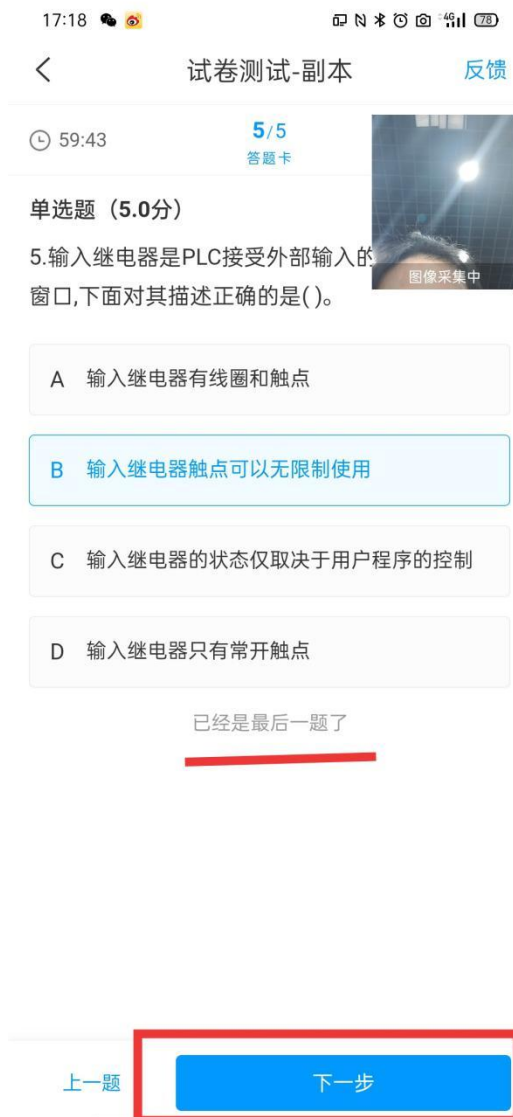 17:18
4G 78
试卷测试-副本
反馈
59:43
5/5
答题卡
单选题（5.0分）
图像采集中
5.输入继电器是PLC接受外部输入的
窗口,下面对其描述正确的是( )。
A 输入继电器有线圈和触点
B 输入继电器触点可以无限制使用
C 输入继电器的状态仅取决于用户程序的控制
D 输入继电器只有常开触点
已经是最后一题了
上一题
下一步